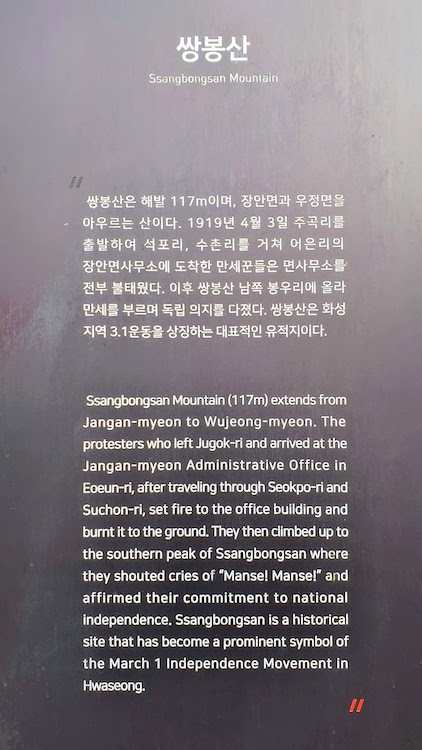 쌍봉산
Ssangbongsan Mountain
쌍봉산은 해발 117m이며, 장안면과 우정면을
아우르는 산이다. 1919년 4월 3일 주곡리를
출발하여 석포리, 수촌리를 거쳐 어은리의
장안면사무소에 도착한 만세꾼들은 면사무소를
전부 불태웠다. 이후 쌍봉산 남쪽 봉우리에 올라
만세를 부르며 독립 의지를 다졌다. 쌍봉산은 화성
지역 3.1운동을 상징하는 대표적인 유적지이다.
Ssangbongsan Mountain (117m) extends from
Jangan-myeon to Wujeong-myeon. The
protesters who left Jugok-ri and arrived at the
Jangan-myeon Administrative Office in
Eoeun-ri, after traveling through Seokpo-ri and
Suchon-ri, set fire to the office building and
burnt it to the ground. They then climbed up to
the southern peak of Ssangbongsan where
they shouted cries of “Manse! Manse!” and
affirmed their commitment to national
independence. Ssangbongsan is a historical
site that has become a prominent symbol of
the March 1 Independence Movement in
Hwaseong.